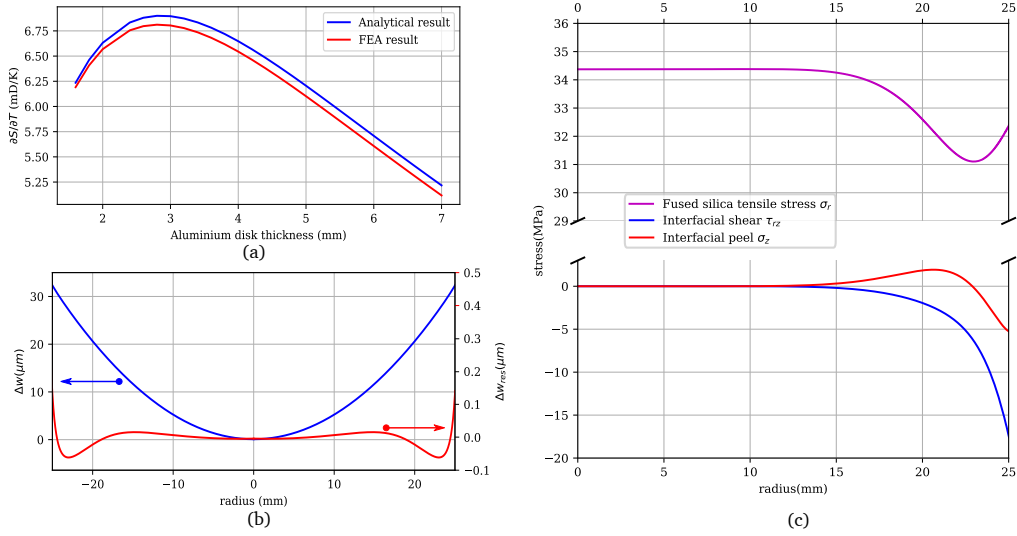 6.75
6.50
6.25
6.00
5.75
5.50
5.25
∂S/∂T (mD/K)
Analytical result
FEA result
2 3 4 5 6 7
Aluminium disk thickness (mm)
(a)
30
20
10
0
Δw(μm)
0.5
0.4
0.3
0.2
0.1
0.0
−0.1
Δw_res(μm)
−20 −10 0 10 20
radius (mm)
(b)
0 5 10 15 20 25
36
35
34
33
32
31
30
29
stress(MPa)
Fused silica tensile stress σ_r
Interfacial shear τ_rz
Interfacial peel σ_z
0
−5
−10
−15
−20
0 5 10 15 20 25
radius(mm)
(c)